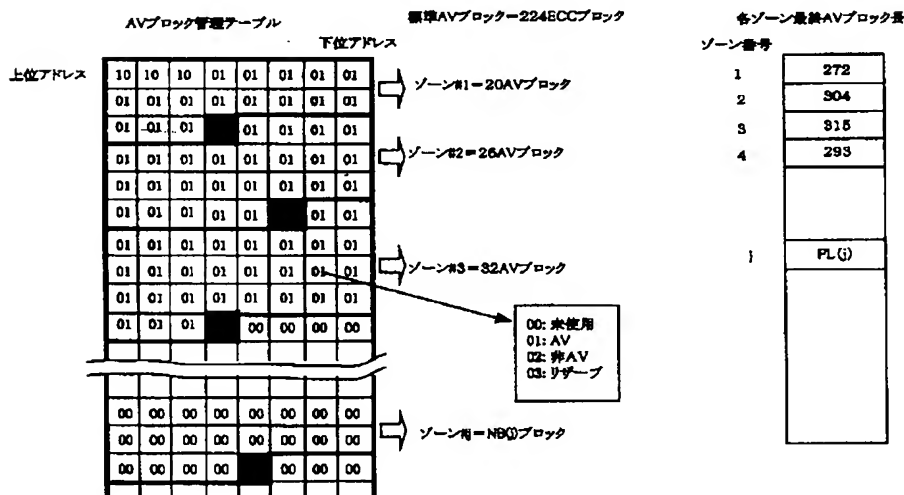 AVブロック管理テーブル
標準AVブロック=224ECCブロック
各ゾーン最終AVブロック長
下位アドレス
ゾーン番号
上位アドレス
10 10 10 01 01 01 01 01
01 01 01 01 01 01 01 01
ゾーン#1=20AVブロック
01 01 01 01 01 01 01
01 01 01 01 01 01 01 01
ゾーン#2=26AVブロック
01 01 01 01 01 01 01 01
01 01 01 01 01 01 01
01 01 01 01 01 01 01 01
01 01 01 01 01 01 01 01
ゾーン#3=32AVブロック
01 01 01 01 01 01 01 01
01 01 01 00 00 00 00
00: 未使用
01: AV
02: 非AV
03: リザーブ
00 00 00 00 00 00 00 00
ゾーン#j=NB(j)ブロック
00 00 00 00 00 00 00 00
00 00 00 00 00 00 00
1 272
2 304
3 315
4 293
j FL(j)